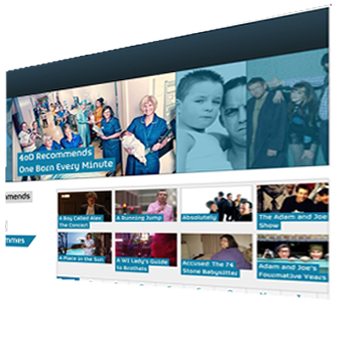 4oD Recommends
One Born Every Minute
mends
mmes
A Boy Called Alex
The Concert
A Running Jump
Absolutely
The Adam and Joe
Show
A Place in the Sun
A WI Lady's Guide
to Brothels
Accused: The 74
Stone Babysitter
Adam and Joe's
Formative Years